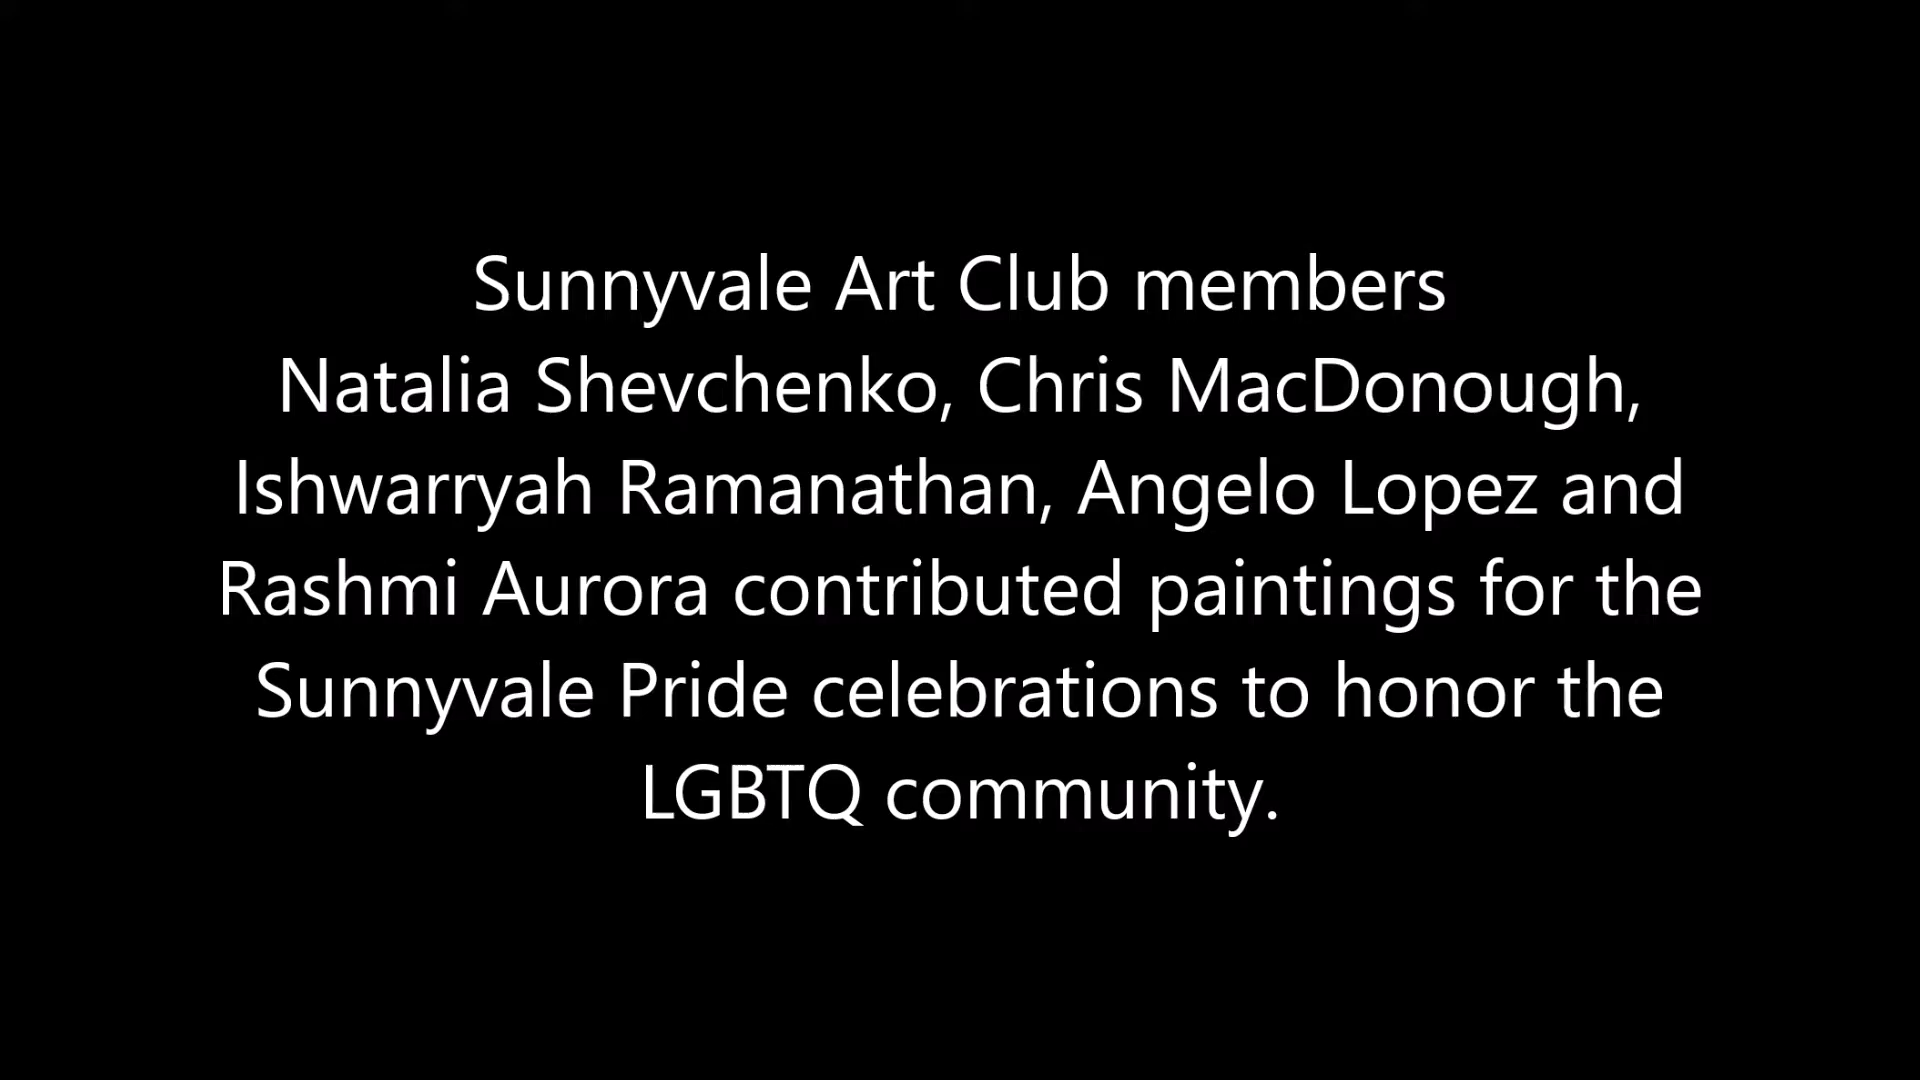 Sunnyvale Art Club members
Natalia Shevchenko, Chris MacDonough,
Ishwarryah Ramanathan, Angelo Lopez and
Rashmi Aurora contributed paintings for the
Sunnyvale Pride celebrations to honor the
LGBTQ community.